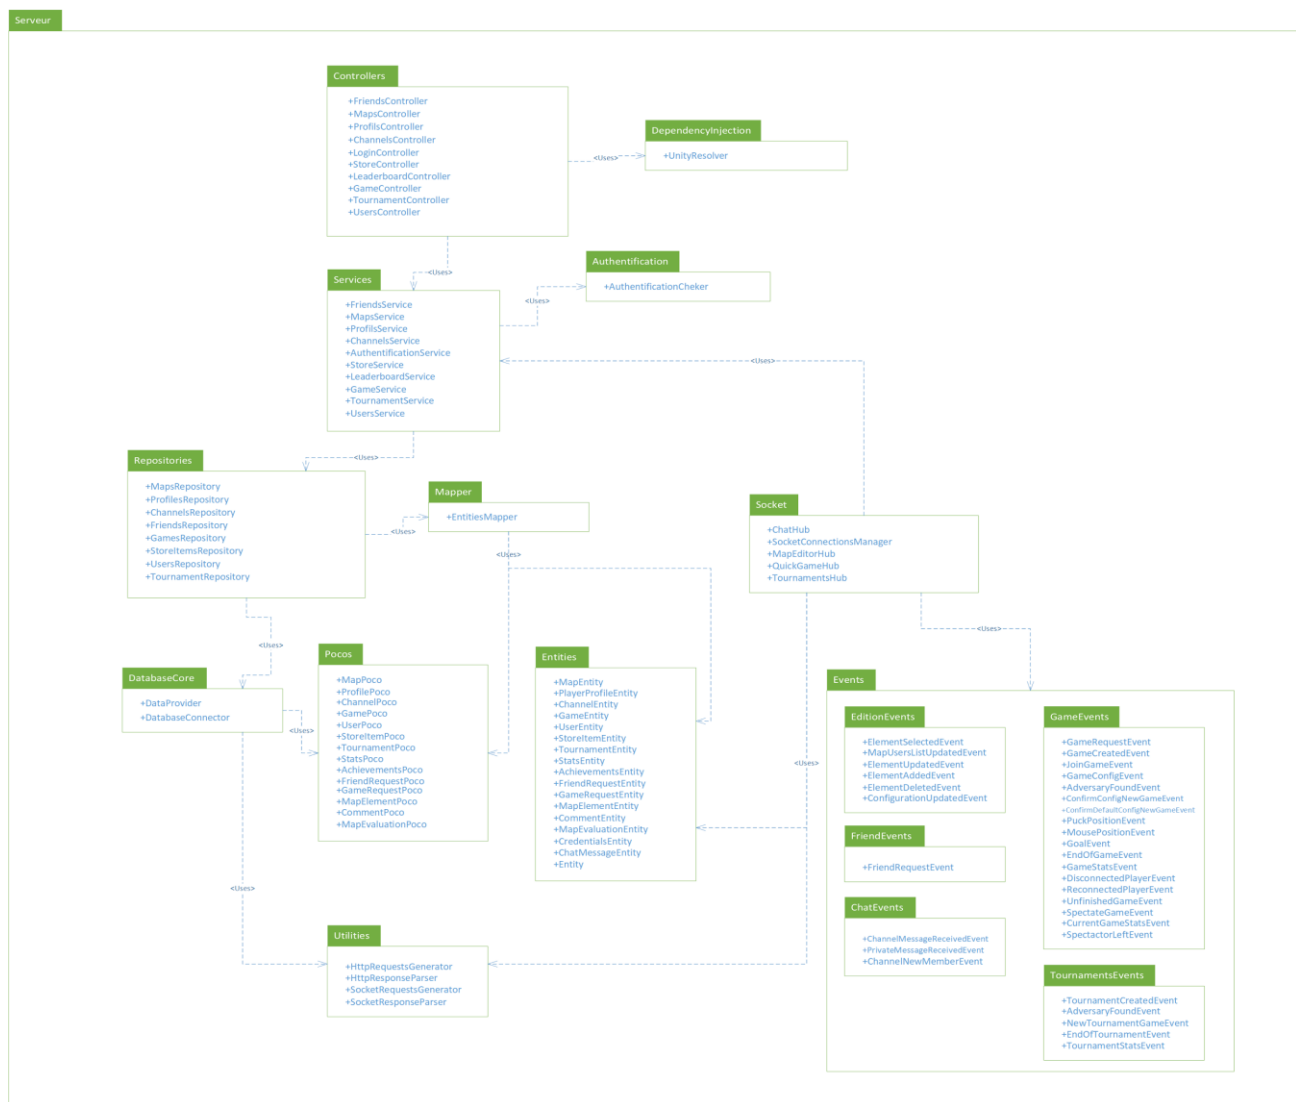 Serveur
Controllers
+FriendsController
+MapsController
+ProfilsController
+ChannelsController
+LoginController
+StoreController
+LeaderboardController
+GameController
+TournamentController
+UsersController
<Uses>
DependencyInjection
+UnityResolver
<Uses>
Services
+FriendsService
+MapsService
+ProfilsService
+ChannelsService
+AuthentificationService
+StoreService
+LeaderboardService
+GameService
+TournamentService
+UsersService
<Uses>
Authentification
+AuthentificationCheker
<Uses>
<Uses>
Repositories
+MapsRepository
+ProfilesRepository
+ChannelsRepository
+FriendsRepository
+GamesRepository
+StoreItemsRepository
+UsersRepository
+TournamentRepository
<Uses>
Mapper
+EntitiesMapper
<Uses>
Socket
+ChatHub
+SocketConnectionsManager
+MapEditorHub
+QuickGameHub
+TournamentsHub
<Uses>
<Uses>
DatabaseCore
+DataProvider
+DatabaseConnector
<Uses>
Pocos
+MapPoco
+ProfilePoco
+ChannelPoco
+GamePoco
+UserPoco
+StoreItemPoco
+TournamentPoco
+StatsPoco
+AchievementsPoco
+FriendRequestPoco
+GameRequestPoco
+MapElementPoco
+CommentPoco
+MapEvaluationPoco
Entities
+MapEntity
+PlayerProfileEntity
+ChannelEntity
+GameEntity
+UserEntity
+StoreItemEntity
+TournamentEntity
+StatsEntity
+AchievementsEntity
+FriendRequestEntity
+GameRequestEntity
+MapElementEntity
+CommentEntity
+MapEvaluationEntity
+CredentialsEntity
+ChatMessageEntity
+Entity
<Uses>
<Uses>
Utilities
+HttpRequestsGenerator
+HttpResponseParser
+SocketRequestsGenerator
+SocketResponseParser
Events
EditionEvents
+ElementSelectedEvent
+MapUsersListUpdatedEvent
+ElementUpdatedEvent
+ElementAddedEvent
+ElementDeletedEvent
+ConfigurationUpdatedEvent
FriendEvents
+FriendRequestEvent
ChatEvents
+ChannelMessageReceivedEvent
+PrivateMessageReceivedEvent
+ChannelNewMemberEvent
GameEvents
+GameRequestEvent
+GameCreatedEvent
+JoinGameEvent
+GameConfigEvent
+AdversaryFoundEvent
+ConfirmConfigNewGameEvent
+ConfirmDefaultConfigNewGameEvent
+PuckPositionEvent
+MousePositionEvent
+GoalEvent
+EndOfGameEvent
+GameStatsEvent
+DisconnectedPlayerEvent
+ReconnectedPlayerEvent
+UnfinishedGameEvent
+SpectateGameEvent
+CurrentGameStatsEvent
+SpectactorLeftEvent
TournamentsEvents
+TournamentCreatedEvent
+AdversaryFoundEvent
+NewTournamentGameEvent
+EndOfTournamentEvent
+TournamentStatsEvent